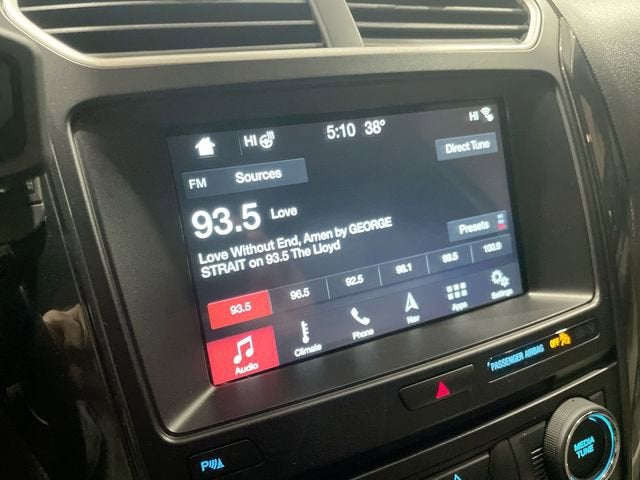 HI 5:10 38° HI
FM Sources Direct Tune
93.5 Love
Love Without End, Amen by GEORGE
STRAIT on 93.5 The Lloyd
Presets
93.5 96.5 92.5 98.1 98.5 100.9
Audio Climate Phone Nav Apps Settings
PASSENGER AIRBAG OFF
P
MEDIA
TUNE